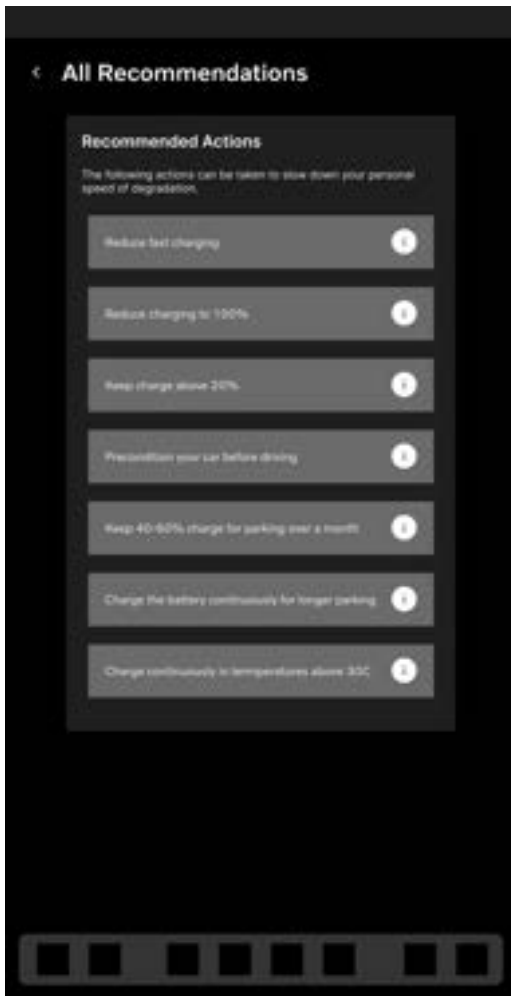 All Recommendations
Recommended Actions
The following actions can be taken to slow down your personal
speed of degradation.
Reduce fast charging
Reduce charging to 100%
Keep charge above 20%
Precondition your car before driving
Keep 40-60% charge for parking over a month
Charge the battery continuously for longer parking
Charge continuously in termperatures above 30C